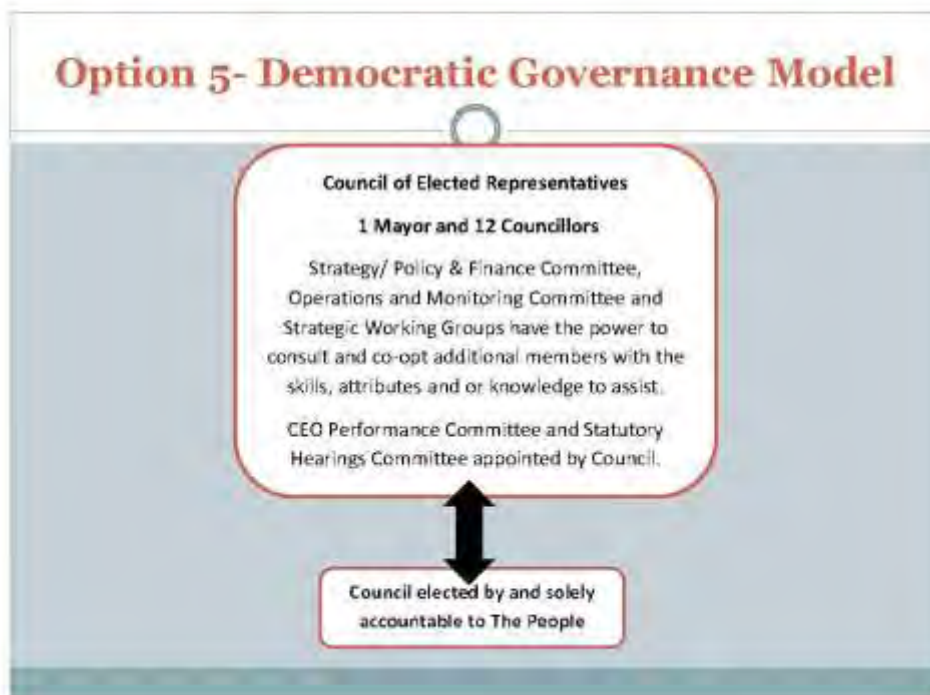 Option 5- Democratic Governance Model
Council of Elected Representatives
1 Mayor and 12 Councillors
Strategy/ Policy & Finance Committee,
Operations and Monitoring Committee and
Strategic Working Groups have the power to
consult and co-opt additional members with the
skills, attributes and or knowledge to assist.
CEO Performance Committee and Statutory
Hearings Committee appointed by Council.
Council elected by and solely
accountable to The People